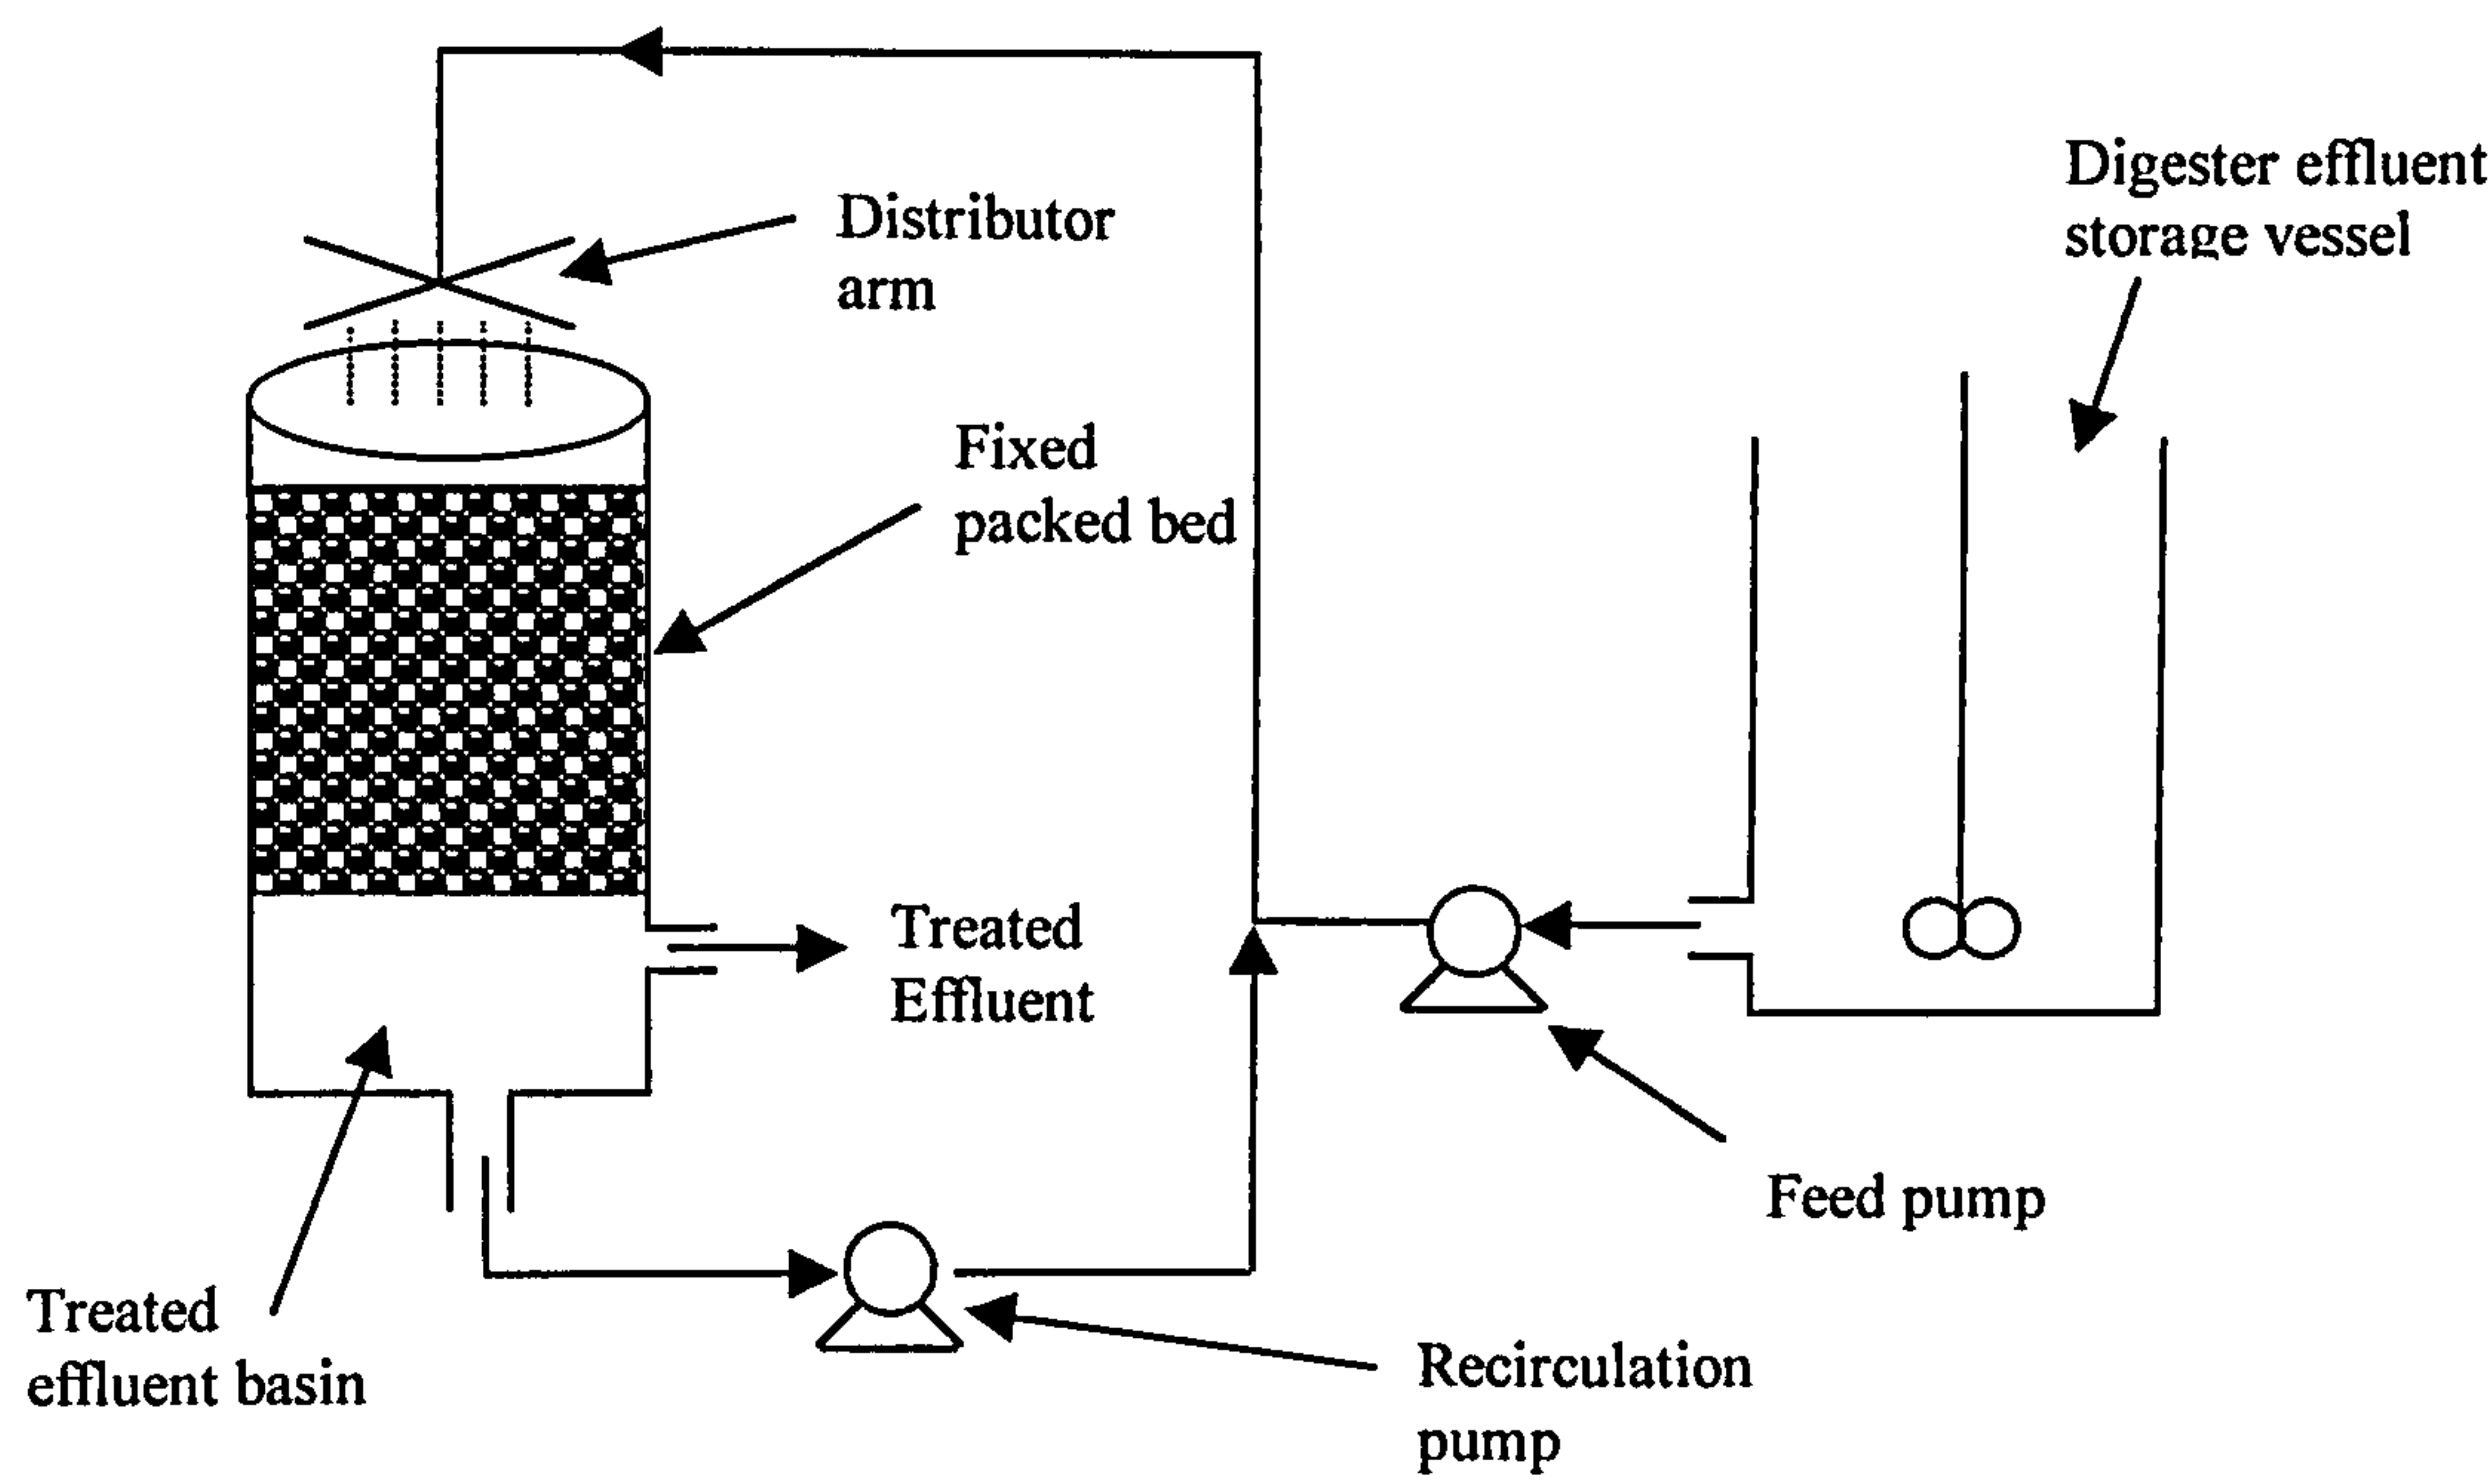 Digester effluent
storage vessel
Distributor
arm
Fixed
packed bed
Treated
Effluent
Feed pump
Treated
effluent basin
Recirculation
pump